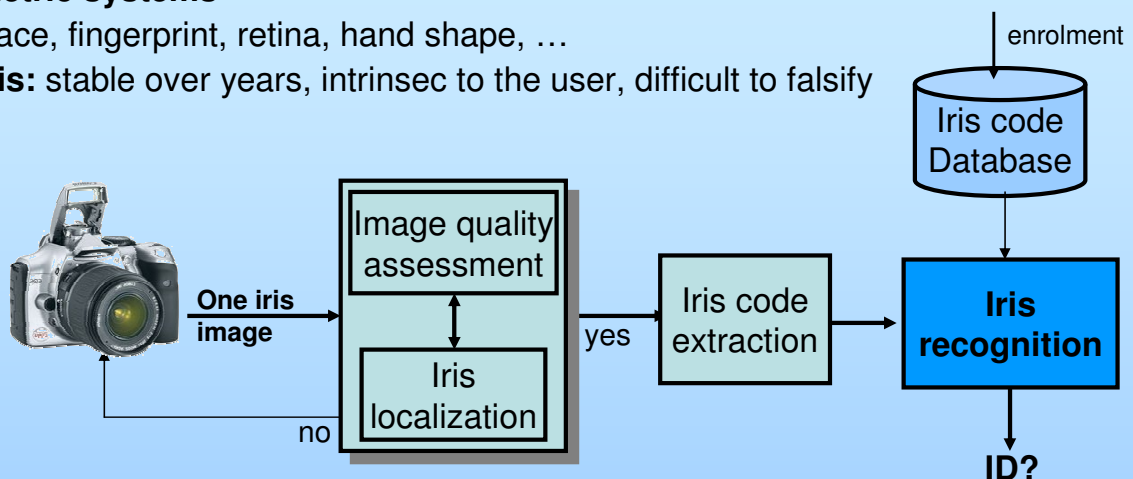 ace, fingerprint, retina, hand shape, …
is: stable over years, intrinsec to the user, difficult to falsify
enrolment
Iris code
Database
Image quality
assessment
One iris
image
Iris
localization
yes
no
Iris code
extraction
Iris
recognition
ID?